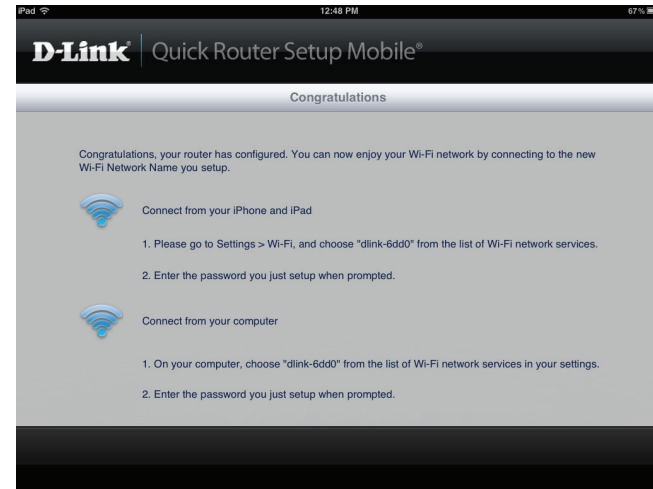 iPad 12:48 PM 67%
D-Link® Quick Router Setup Mobile®
Congratulations
Congratulations, your router has configured. You can now enjoy your Wi-Fi network by connecting to the new
Wi-Fi Network Name you setup.
Connect from your iPhone and iPad
1. Please go to Settings > Wi-Fi, and choose "dlink-6dd0" from the list of Wi-Fi network services.
2. Enter the password you just setup when prompted.
Connect from your computer
1. On your computer, choose "dlink-6dd0" from the list of Wi-Fi network services in your settings.
2. Enter the password you just setup when prompted.